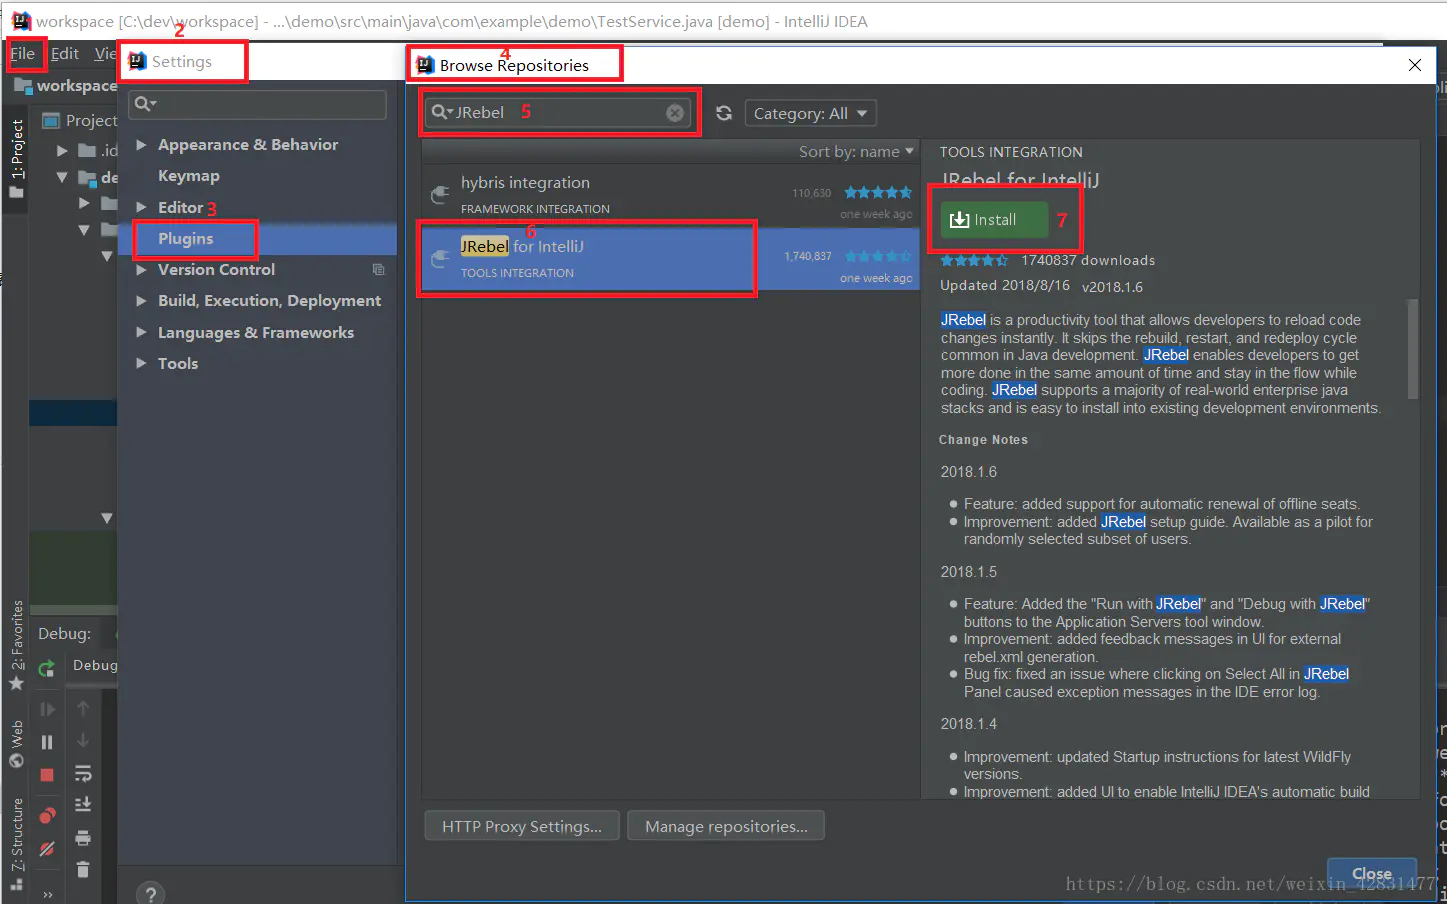 workspace [C:\dev\workspace] - ...\demo\src\main\java\com\example\demo\TestService.java [demo] - IntelliJ IDEA
File Edit Vie
2
Settings
4
Browse Repositories
workspace
Project
1: Project
.id
de
Appearance & Behavior
Keymap
Editor 3
Plugins
Version Control
Build, Execution, Deployment
Languages & Frameworks
Tools
JRebel 5
Category: All
Sort by: name
hybris integration
110,630
FRAMEWORK INTEGRATION
one week ago
6
JRebel for IntelliJ
1,740,837
TOOLS INTEGRATION
one week ago
TOOLS INTEGRATION
JRebel for IntelliJ
Install 7
1740837 downloads
Updated 2018/8/16 v2018.1.6
JRebel is a productivity tool that allows developers to reload code
changes instantly. It skips the rebuild, restart, and redeploy cycle
common in Java development. JRebel enables developers to get
more done in the same amount of time and stay in the flow while
coding. JRebel supports a majority of real-world enterprise java
stacks and is easy to install into existing development environments.
Change Notes
2018.1.6
Feature: added support for automatic renewal of offline seats.
Improvement: added JRebel setup guide. Available as a pilot for
randomly selected subset of users.
2018.1.5
Feature: Added the "Run with JRebel" and "Debug with JRebel"
buttons to the Application Servers tool window.
Improvement: added feedback messages in UI for external
rebel.xml generation.
Bug fix: fixed an issue where clicking on Select All in JRebel
Panel caused exception messages in the IDE error log.
2018.1.4
Improvement: updated Startup instructions for latest WildFly
versions.
Improvement: added UI to enable IntelliJ IDEA's automatic build
2: Favorites
Web
Z: Structure
Debug:
Debug
HTTP Proxy Settings...
Manage repositories...
Close
?
https://blog.csdn.net/weixin_42831477